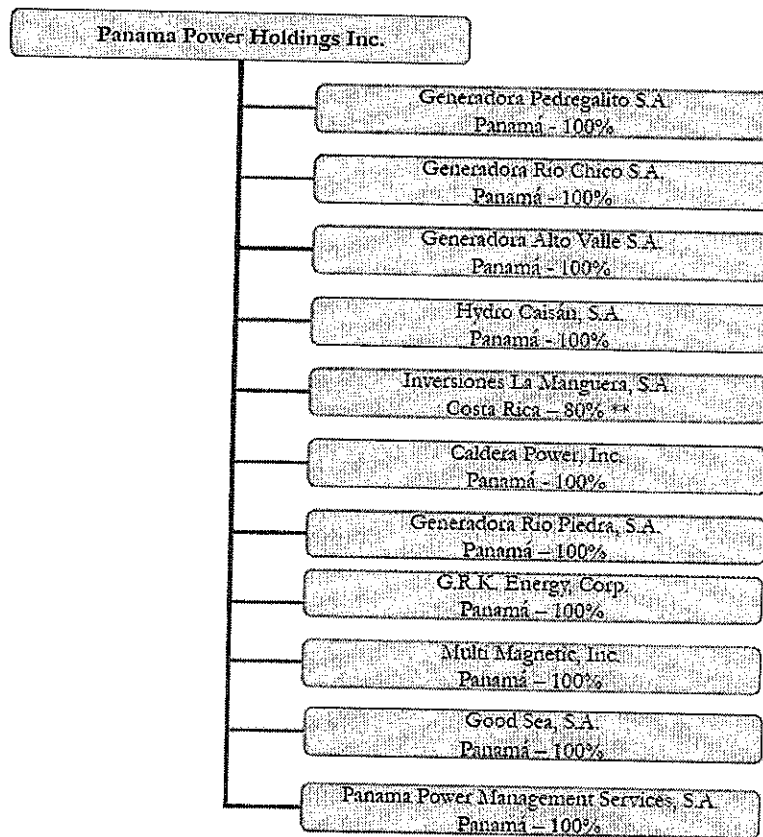 Panama Power Holdings Inc.
Generadora Pedregalito S.A.
Panamá - 100%
Generadora Río Chico S.A.
Panamá - 100%
Generadora Alto Valle S.A.
Panamá - 100%
Hydro Caisán, S.A.
Panamá - 100%
Inversiones La Manguera, S.A.
Costa Rica – 80% **
Caldera Power, Inc.
Panamá - 100%
Generadora Rio Piedra, S.A.
Panamá – 100%
G.R.K. Energy, Corp.
Panamá – 100%
Multi Magnetic, Inc.
Panamá – 100%
Good Sea, S.A.
Panamá – 100%
Panama Power Management Services, S.A.
Panamá – 100%